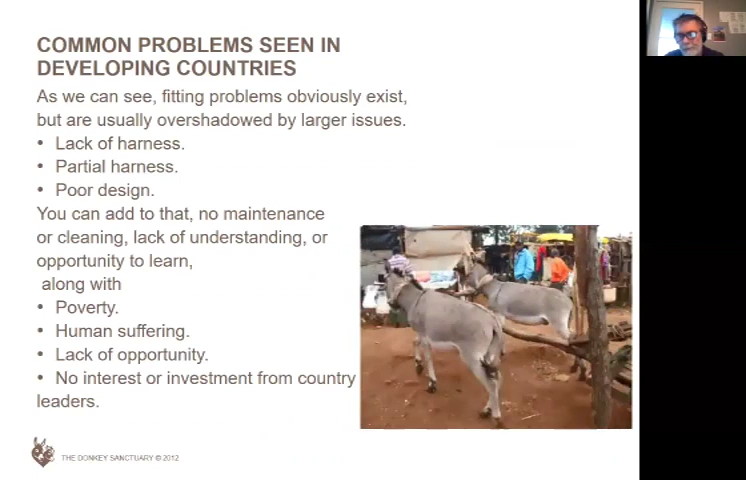 COMMON PROBLEMS SEEN IN
DEVELOPING COUNTRIES
As we can see, fitting problems obviously exist,
but are usually overshadowed by larger issues.
• Lack of harness.
• Partial harness.
• Poor design.
You can add to that, no maintenance
or cleaning, lack of understanding, or
opportunity to learn,
along with
• Poverty.
• Human suffering.
• Lack of opportunity.
• No interest or investment from country
leaders.
THE DONKEY SANCTUARY © 2012